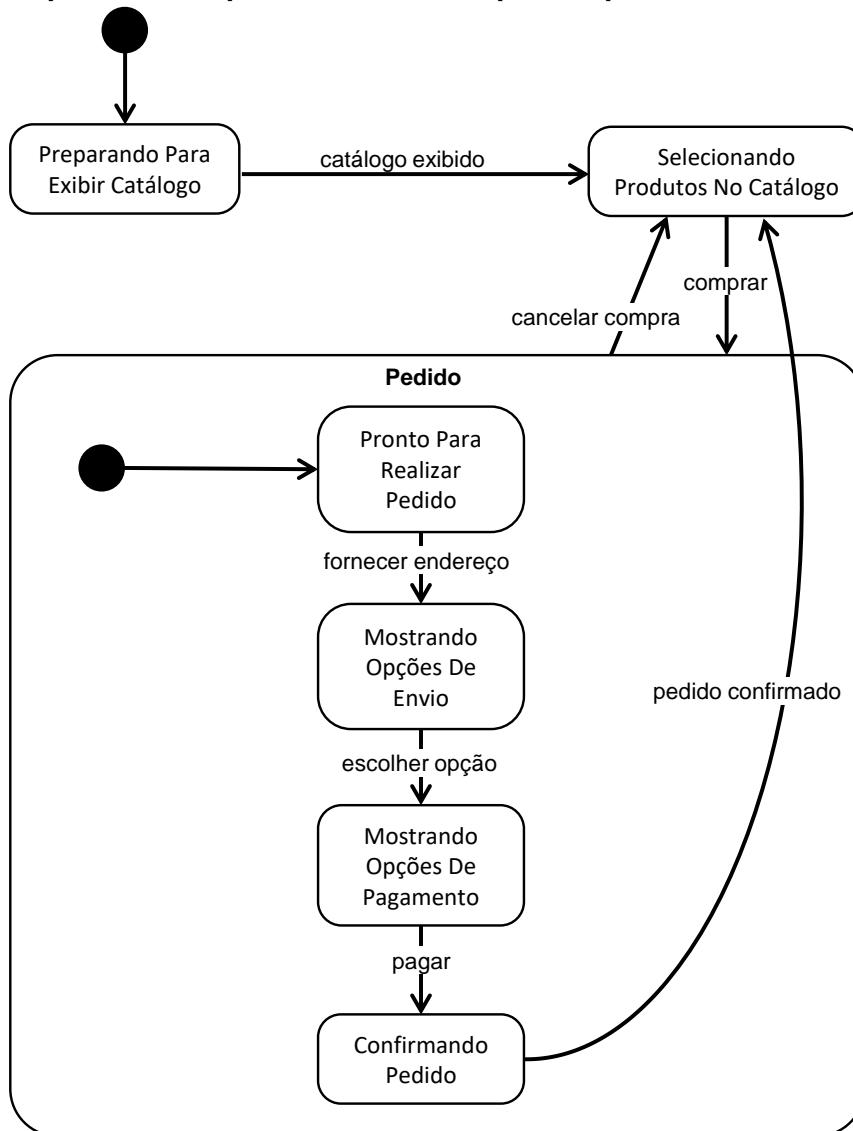 Preparando Para
Exibir Catálogo
catálogo exibido
Selecionando
Produtos No Catálogo
comprar
cancelar compra
Pedido
Pronto Para
Realizar
Pedido
fornecer endereço
Mostrando
Opções De
Envio
pedido confirmado
escolher opção
Mostrando
Opções De
Pagamento
pagar
Confirmando
Pedido